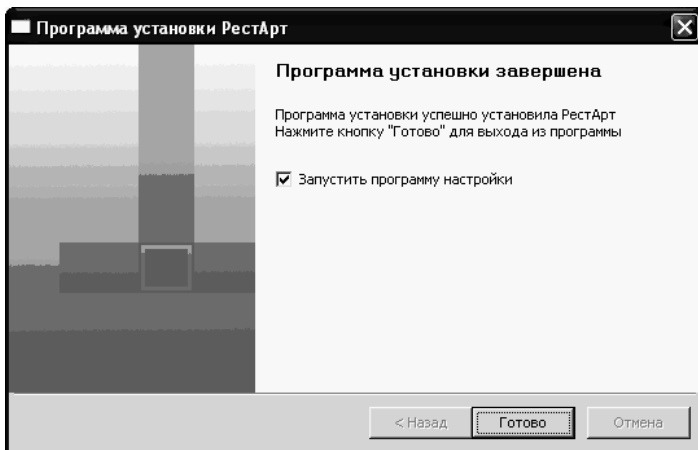 Программа установки РестАрт
Программа установки завершена
Программа установки успешно установила РестАрт
Нажмите кнопку "Готово" для выхода из программы
Запустить программу настройки
< Назад
Готово
Отмена